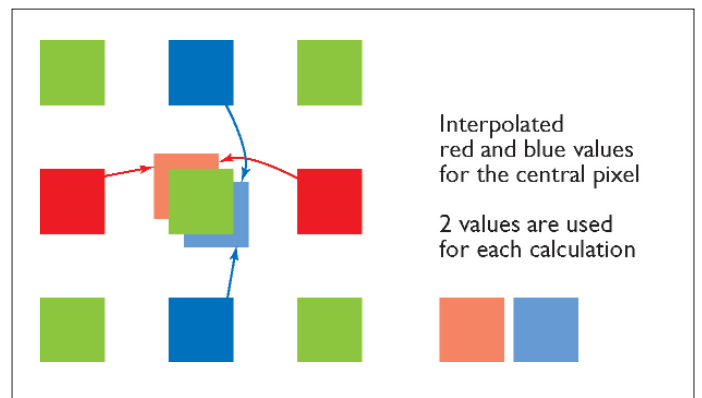 Interpolated
red and blue values
for the central pixel
2 values are used
for each calculation